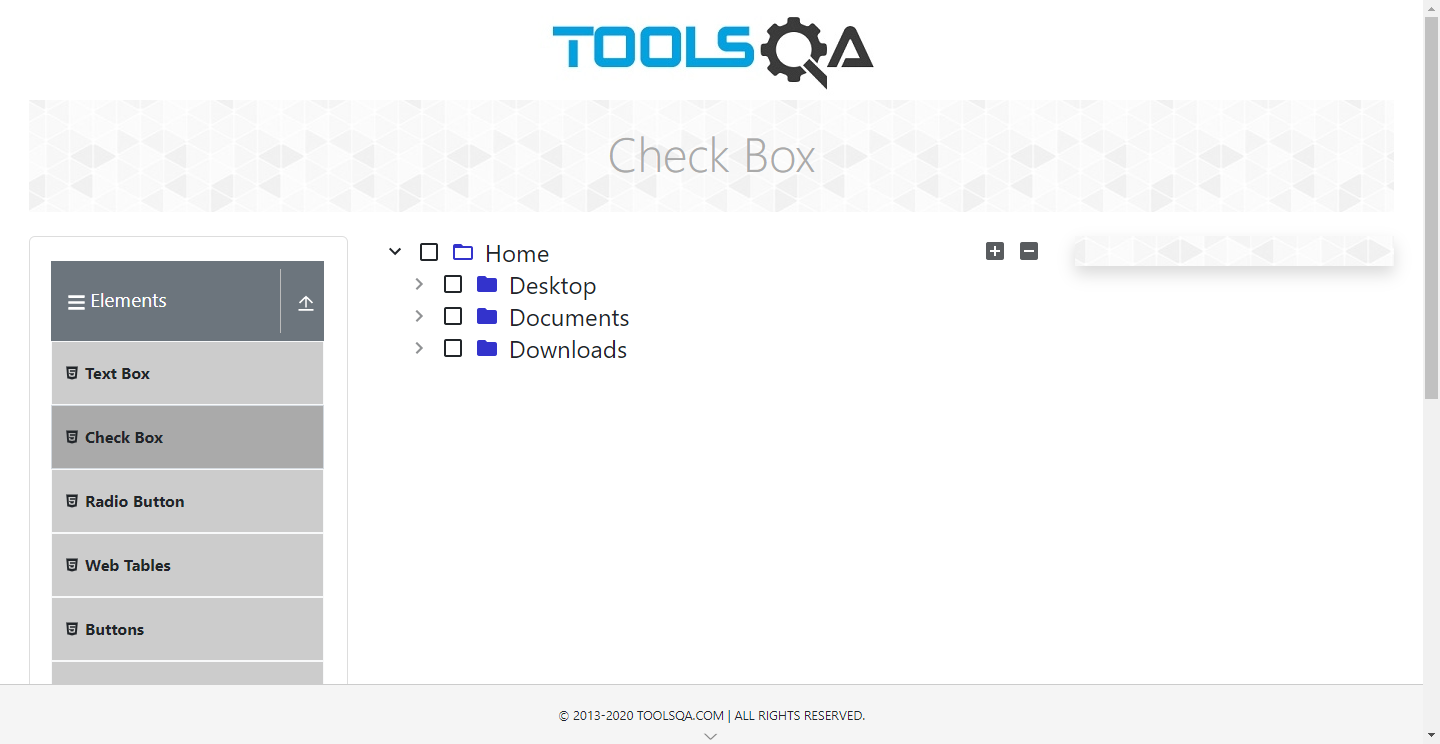 TOOLSQA
Check Box
Elements
Text Box
Check Box
Radio Button
Web Tables
Buttons
Home
Desktop
Documents
Downloads
© 2013-2020 TOOLSQA.COM | ALL RIGHTS RESERVED.